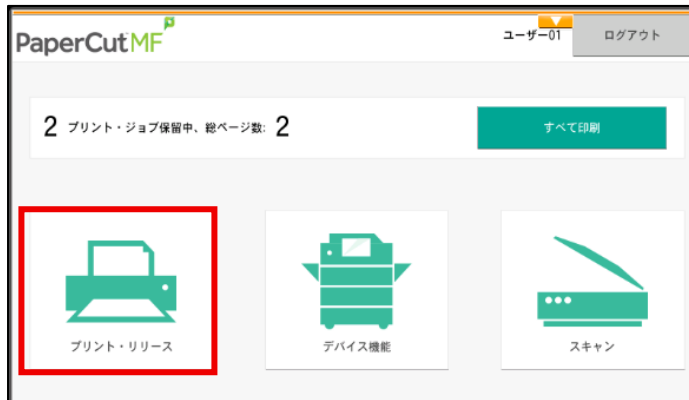 PaperCut MF
ユーザー01
ログアウト
2 プリント・ジョブ保留中、総ページ数: 2
すべて印刷
プリント・リリース
デバイス機能
スキャン